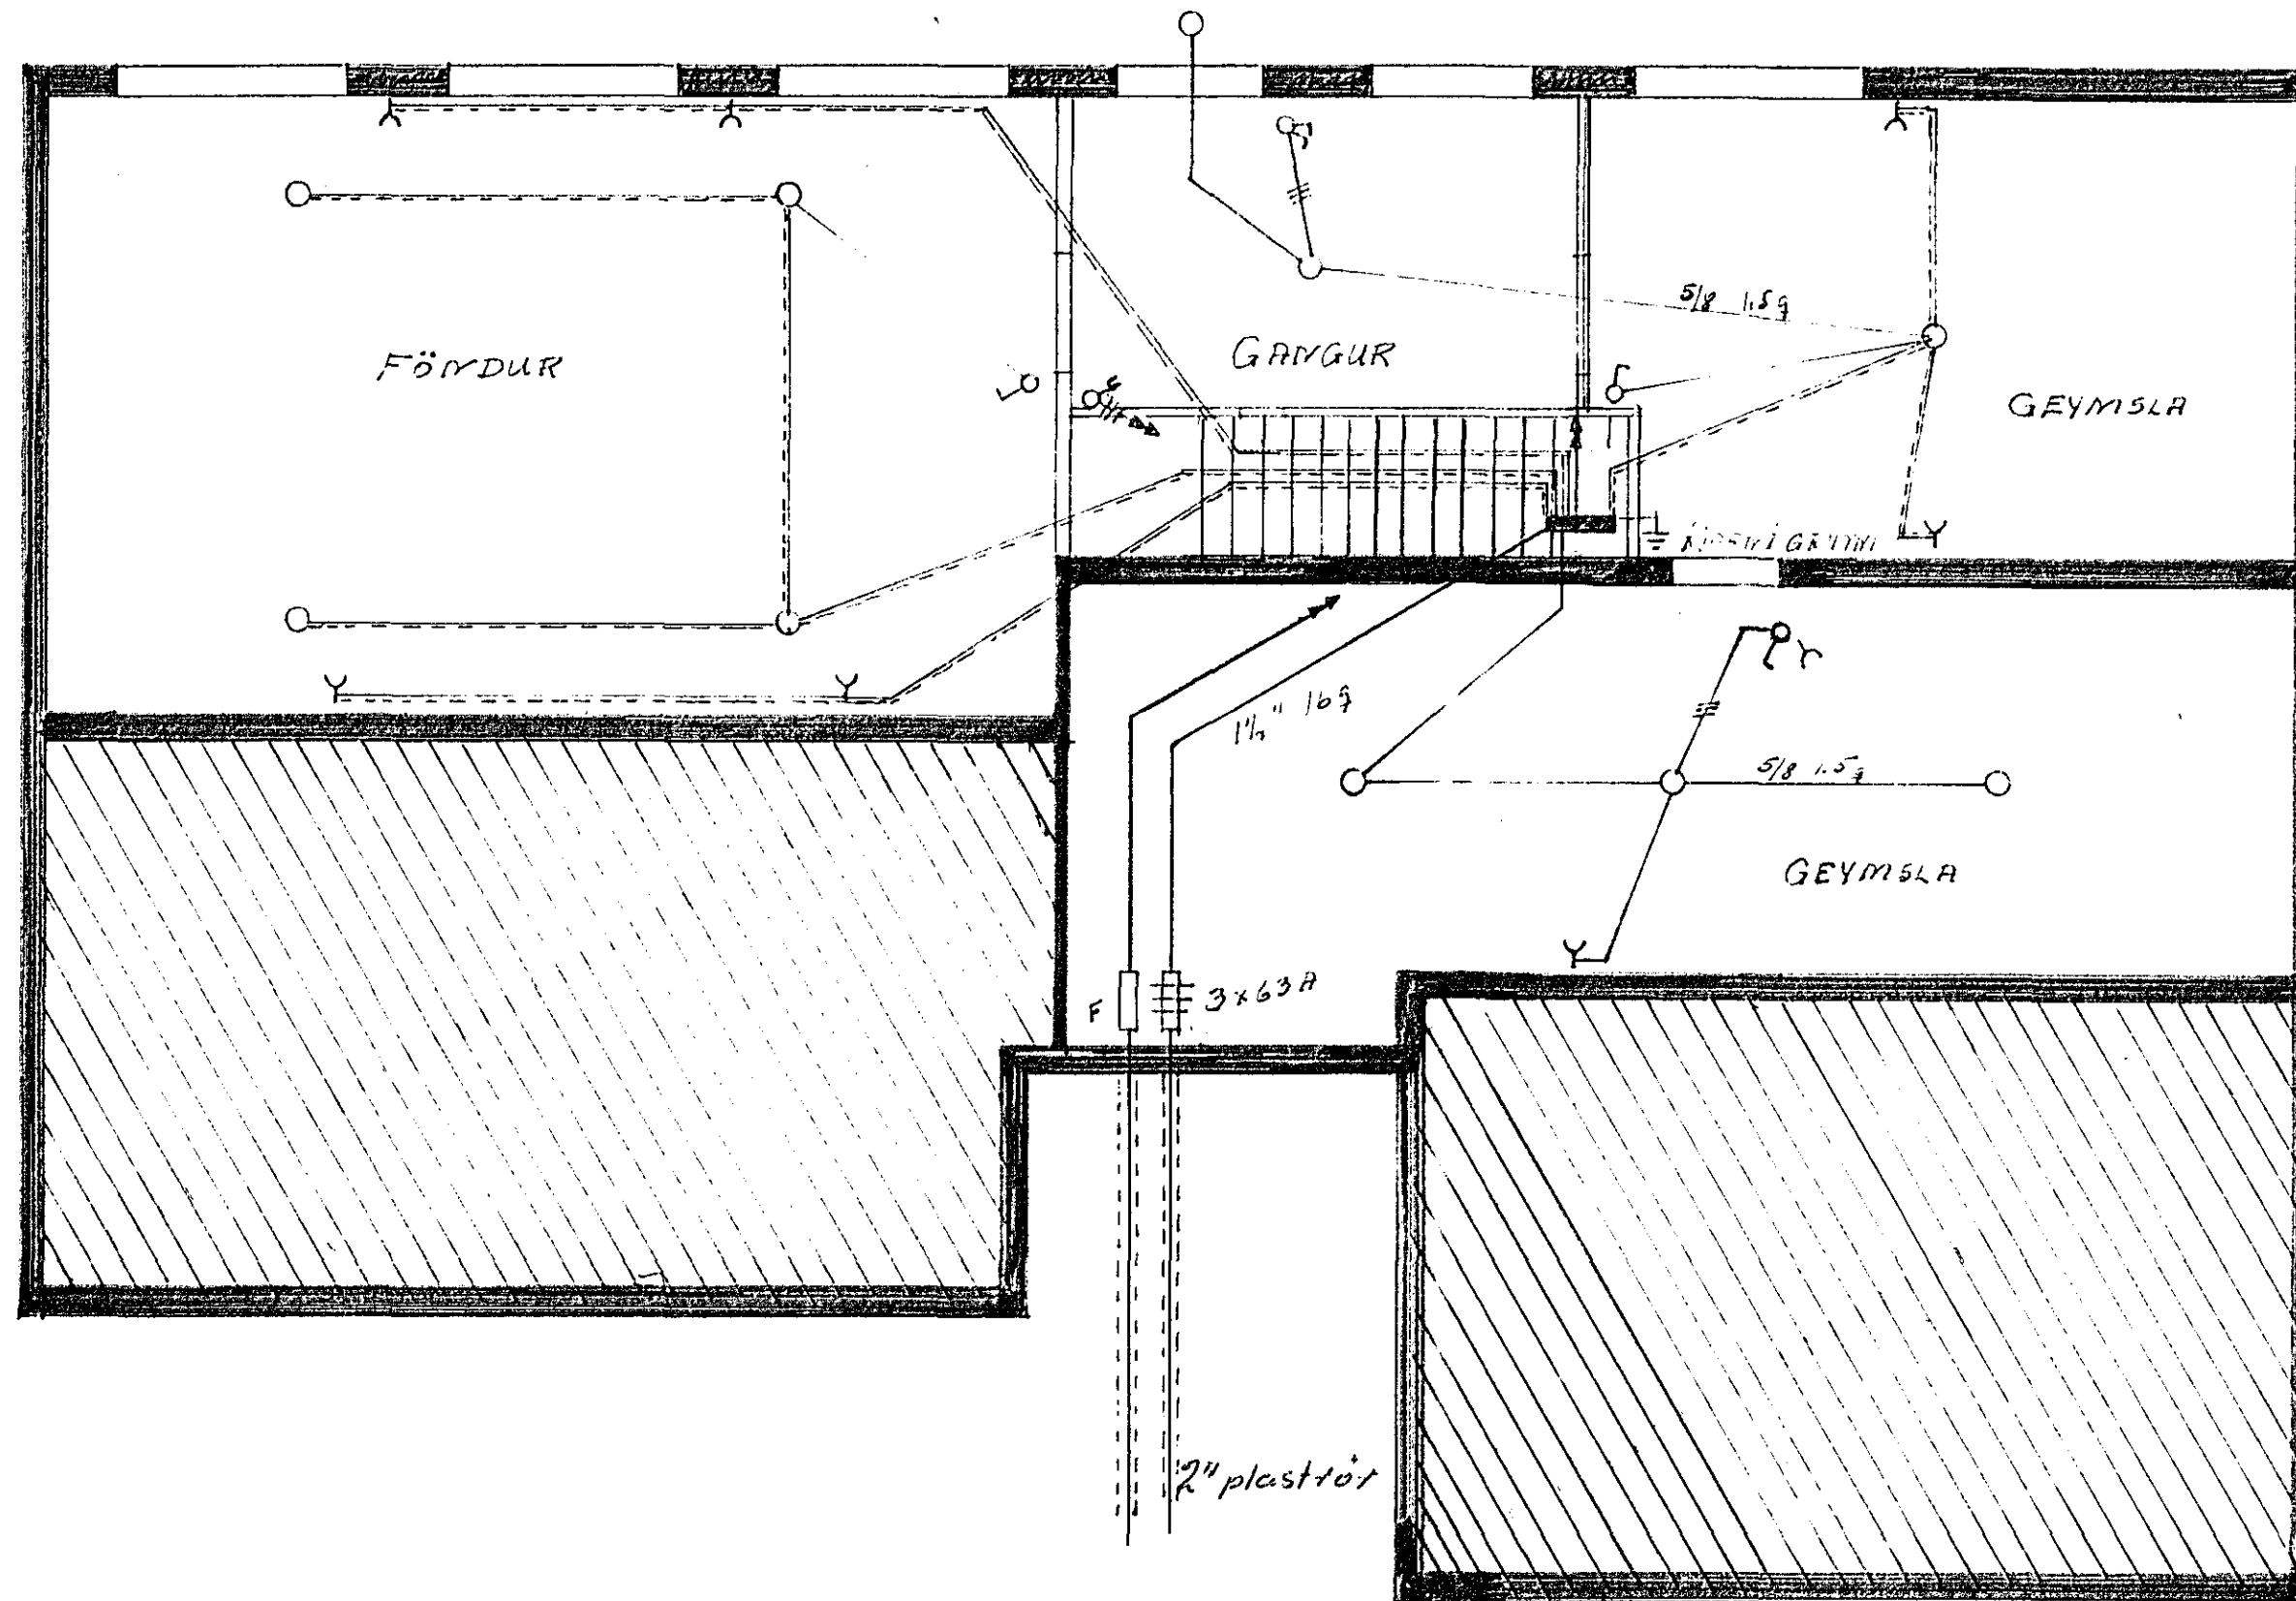 5/8 1.5q
FÖNDUR
GANGUR
GEYMSLA
1½" 16q
5/8 1.5q
GEYMSLA
F
3x63A
2" plaströr